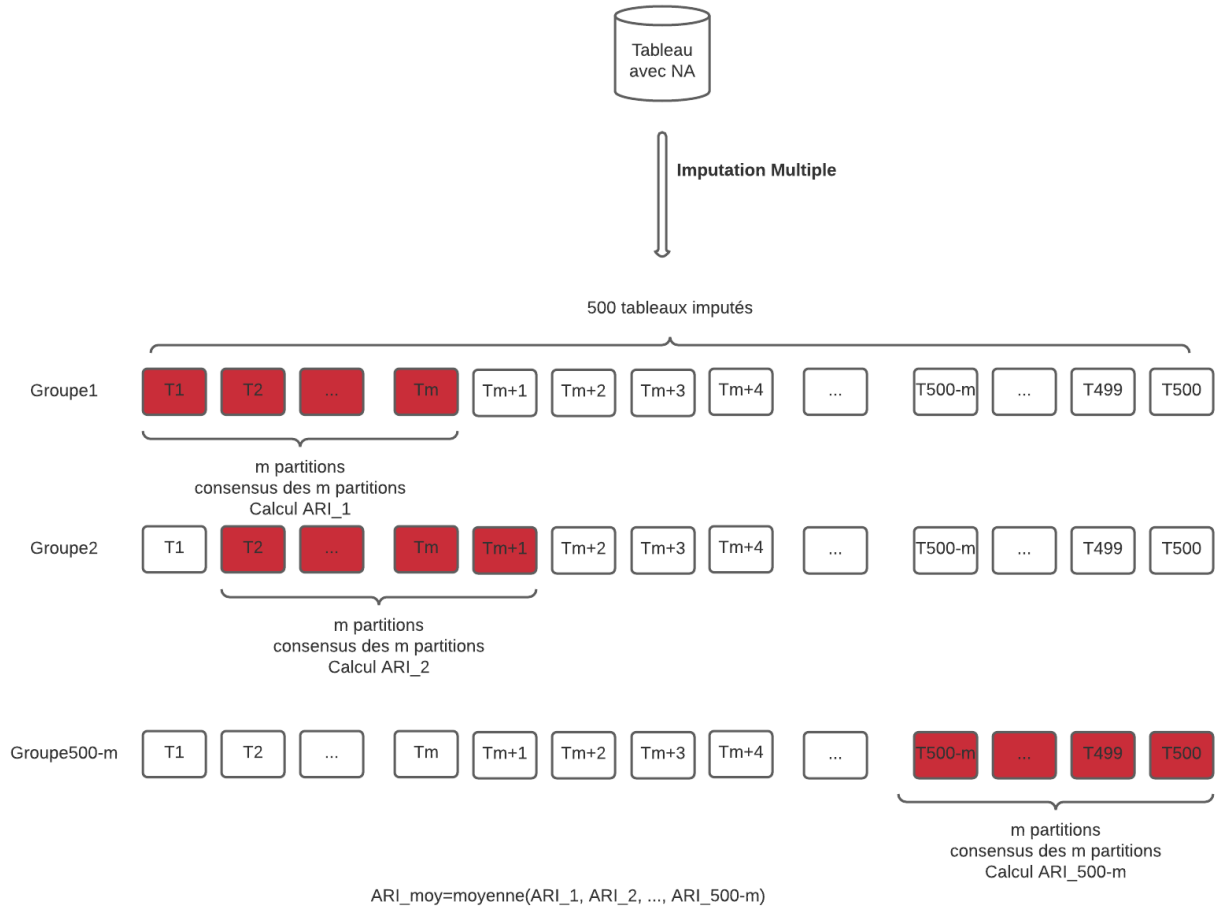 Tableau
avec NA
Imputation Multiple
500 tableaux imputés
Groupe1 T1 T2 ... Tm Tm+1 Tm+2 Tm+3 Tm+4 ... T500-m ... T499 T500
m partitions
consensus des m partitions
Calcul ARI_1
Groupe2 T1 T2 ... Tm Tm+1 Tm+2 Tm+3 Tm+4 ... T500-m ... T499 T500
m partitions
consensus des m partitions
Calcul ARI_2
Groupe500-m T1 T2 ... Tm Tm+1 Tm+2 Tm+3 Tm+4 ... T500-m ... T499 T500
m partitions
consensus des m partitions
Calcul ARI_500-m
ARI_moy=moyenne(ARI_1, ARI_2, ..., ARI_500-m)